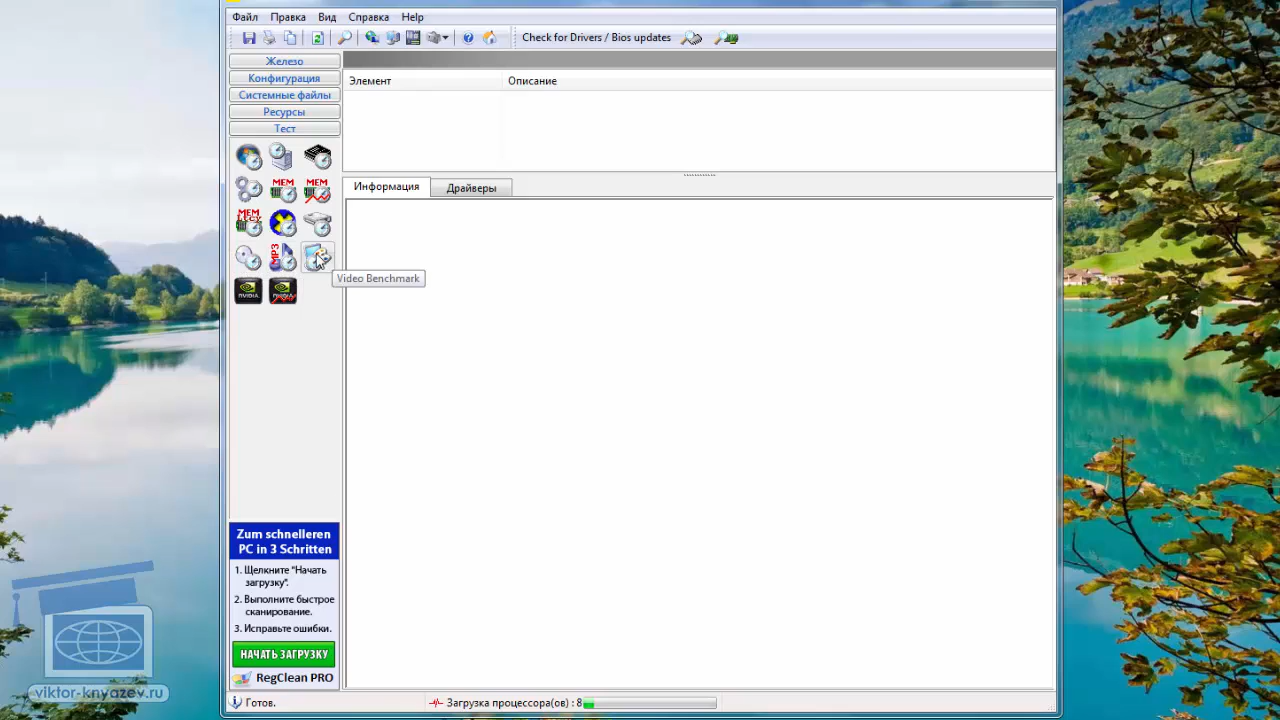 Файл Правка Вид Справка Help
Check for Drivers / Bios updates
Железо
Конфигурация
Системные файлы
Ресурсы
Тест
Элемент Описание
MEM MEM
Информация Драйверы
MEM
MP3
Video Benchmark
NVIDIA. NVIDIA.
Zum schnelleren
PC in 3 Schritten
1. Щелкните "Начать
загрузку".
2. Выполните быстрое
сканирование.
3. Исправьте ошибки.
НАЧАТЬ ЗАГРУЗКУ
RegClean PRO
viktor-knyazev.ru
Готов. Загрузка процессора(ов) : 8